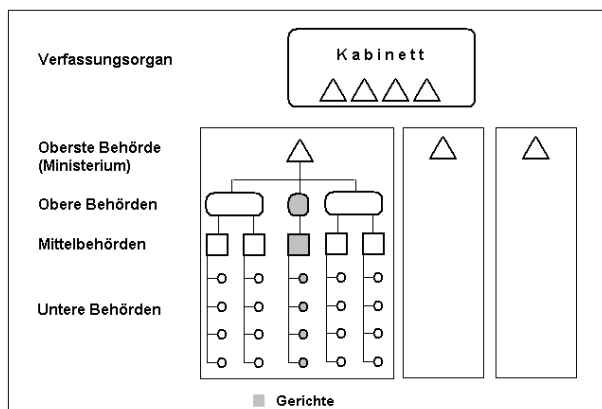 Verfassungsorgan
Kabinett
Oberste Behörde
(Ministerium)
Obere Behörden
Mittelbehörden
Untere Behörden
Gerichte